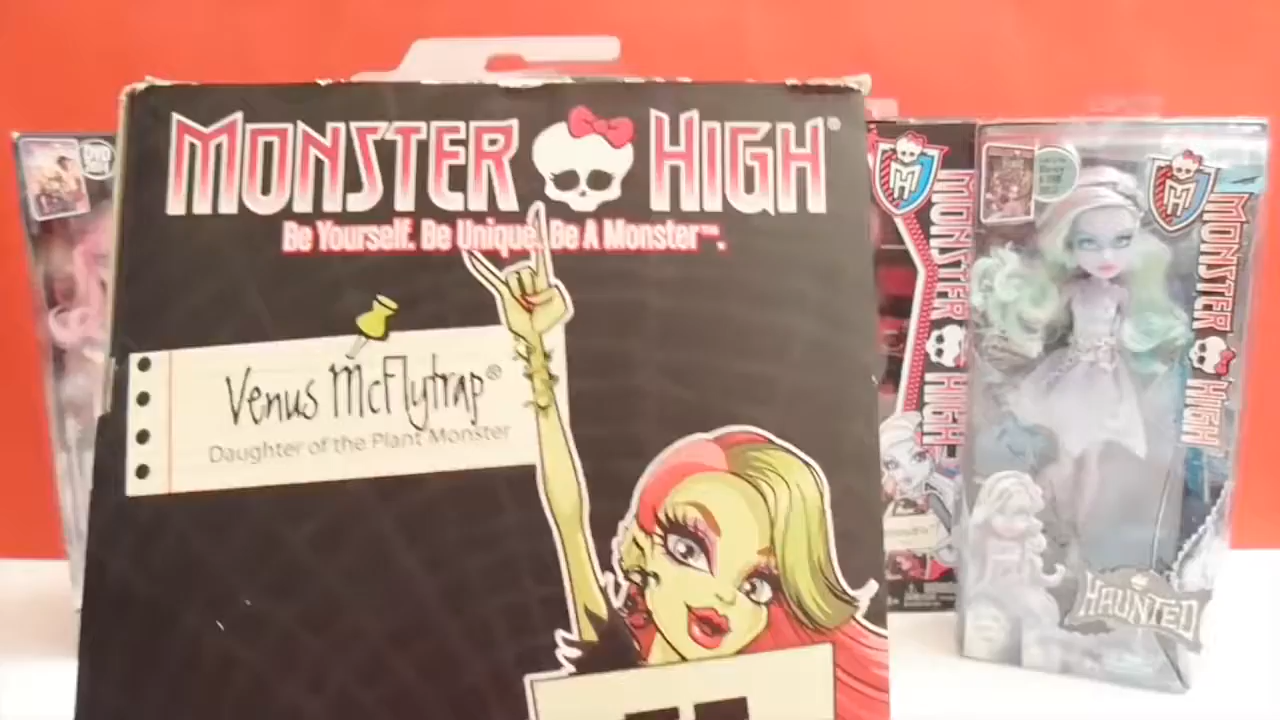 MONSTER HIGH®
Be Yourself. Be Unique. Be A Monster™.
Venus McFlytrap®
Daughter of the Plant Monster
DVD
MONSTER HIGH
MONSTER HIGH
HAUNTED